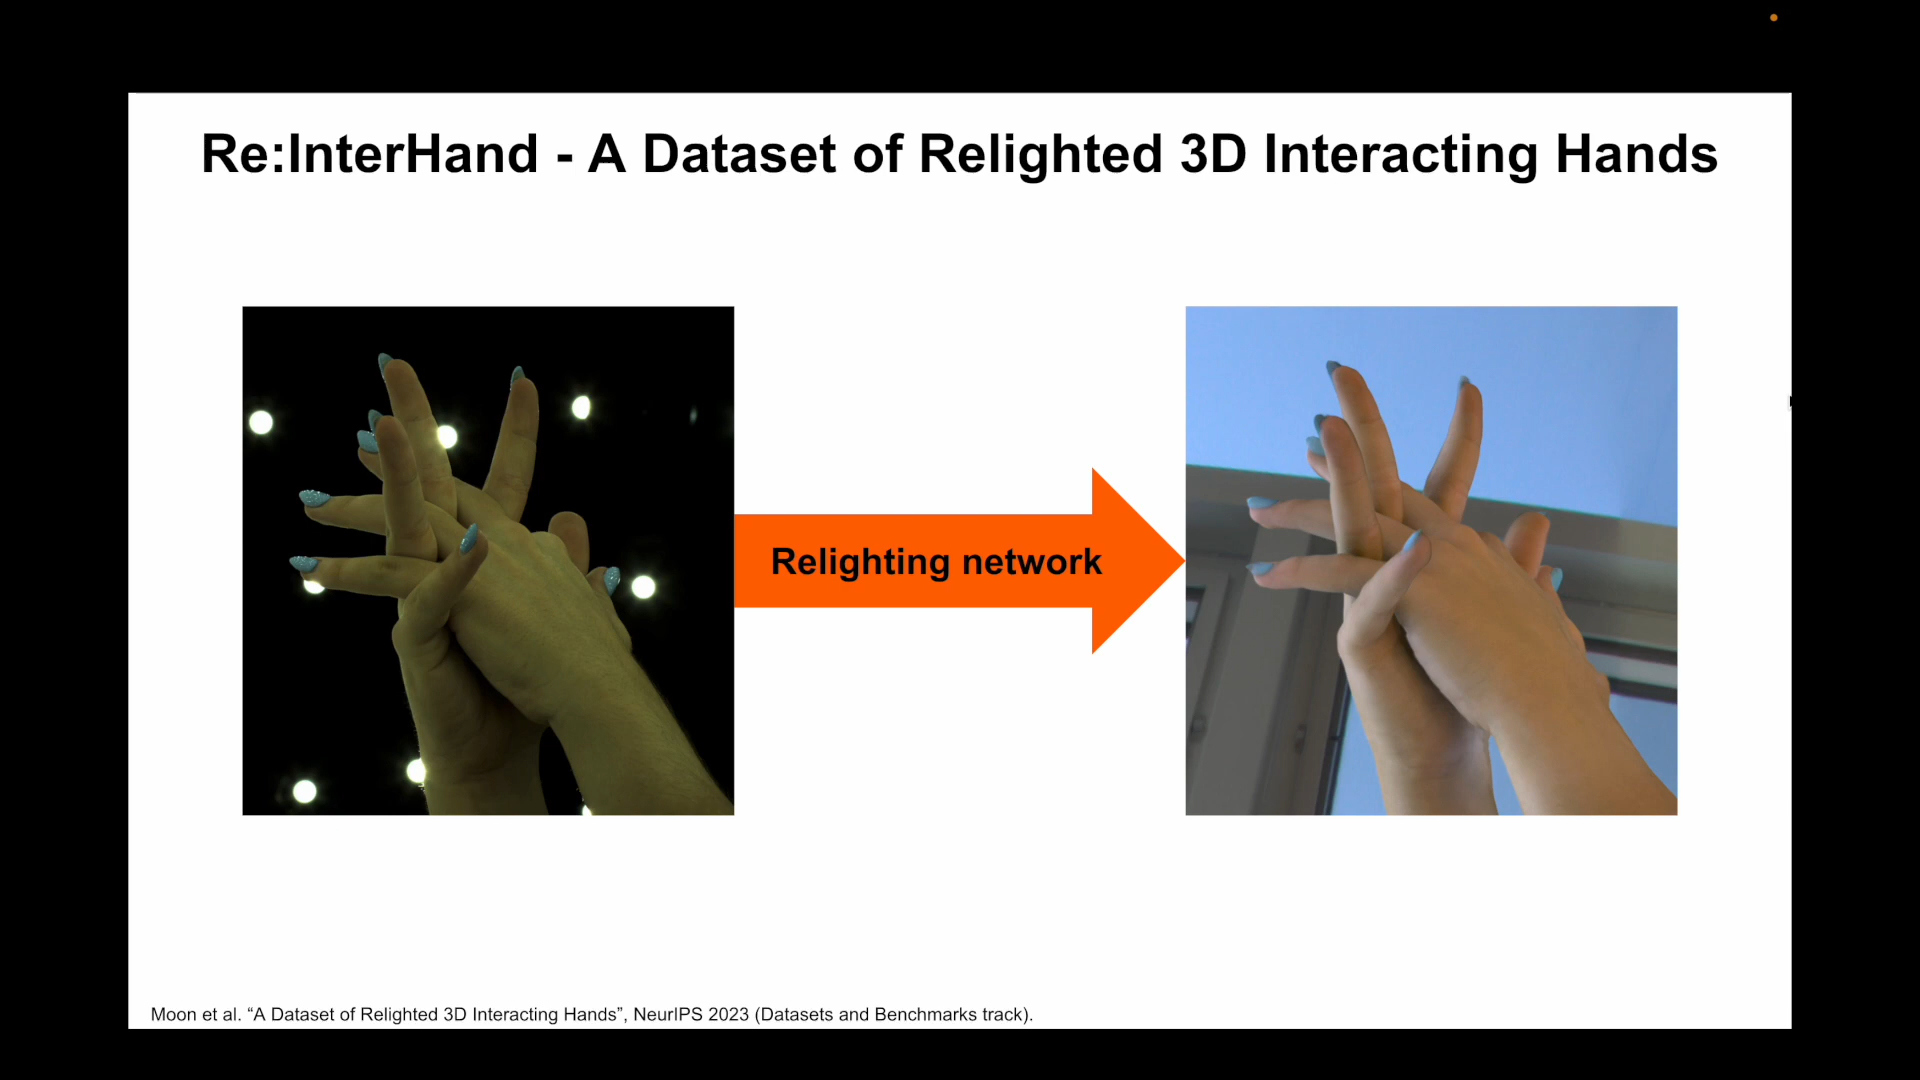 Re:InterHand - A Dataset of Relighted 3D Interacting Hands
Relighting network
Moon et al. “A Dataset of Relighted 3D Interacting Hands”, NeurIPS 2023 (Datasets and Benchmarks track).